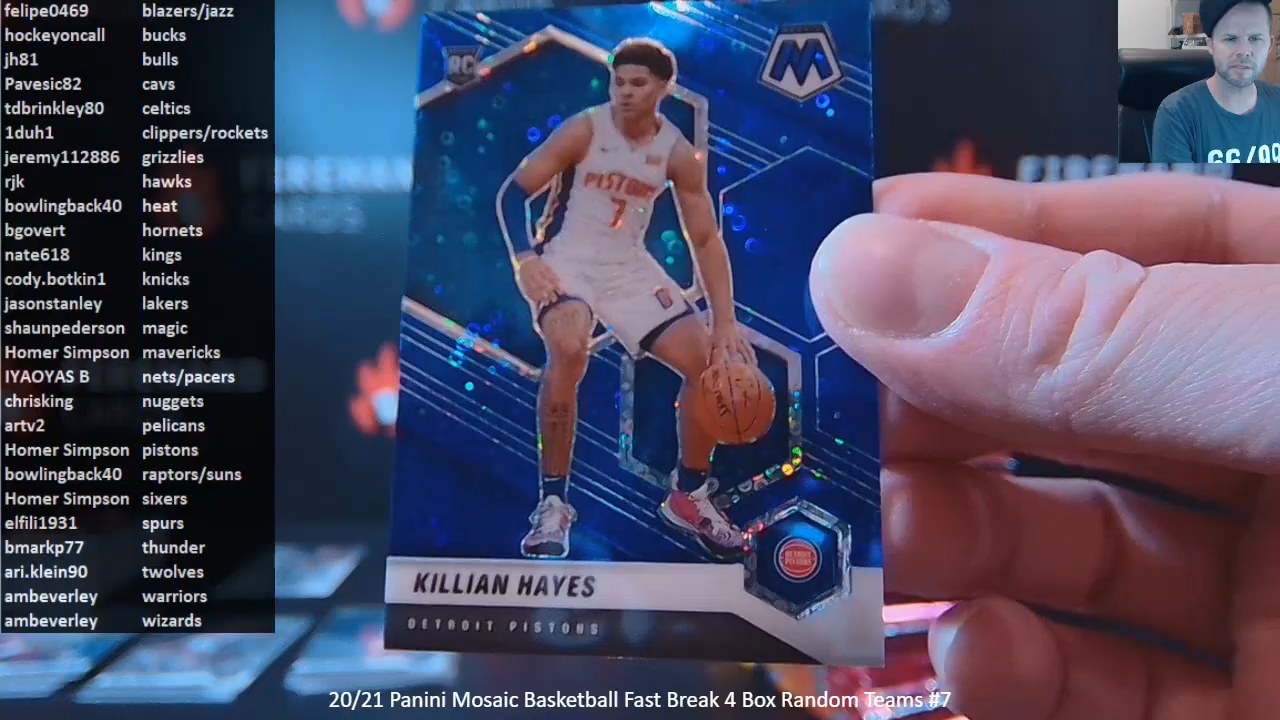 felipe0469 blazers/jazz
hockeyoncall bucks
jh81 bulls
Pavesic82 cavs
tdbrinkley80 celtics
1duh1 clippers/rockets
jeremy112886 grizzlies
rjk hawks
bowlingback40 heat
bgovert hornets
nate618 kings
cody.botkin1 knicks
jasonstanley lakers
shaunpederson magic
Homer Simpson mavericks
IYAOYAS B nets/pacers
chrisking nuggets
artv2 pelicans
Homer Simpson pistons
bowlingback40 raptors/suns
Homer Simpson sixers
elfili1931 spurs
bmarkp77 thunder
ari.klein90 twolves
ambeverley warriors
ambeverley wizards
RC
M
PISTONS
7
KILLIAN HAYES
DETROIT PISTONS
CARDS
66/99
20/21 Panini Mosaic Basketball Fast Break 4 Box Random Teams #7